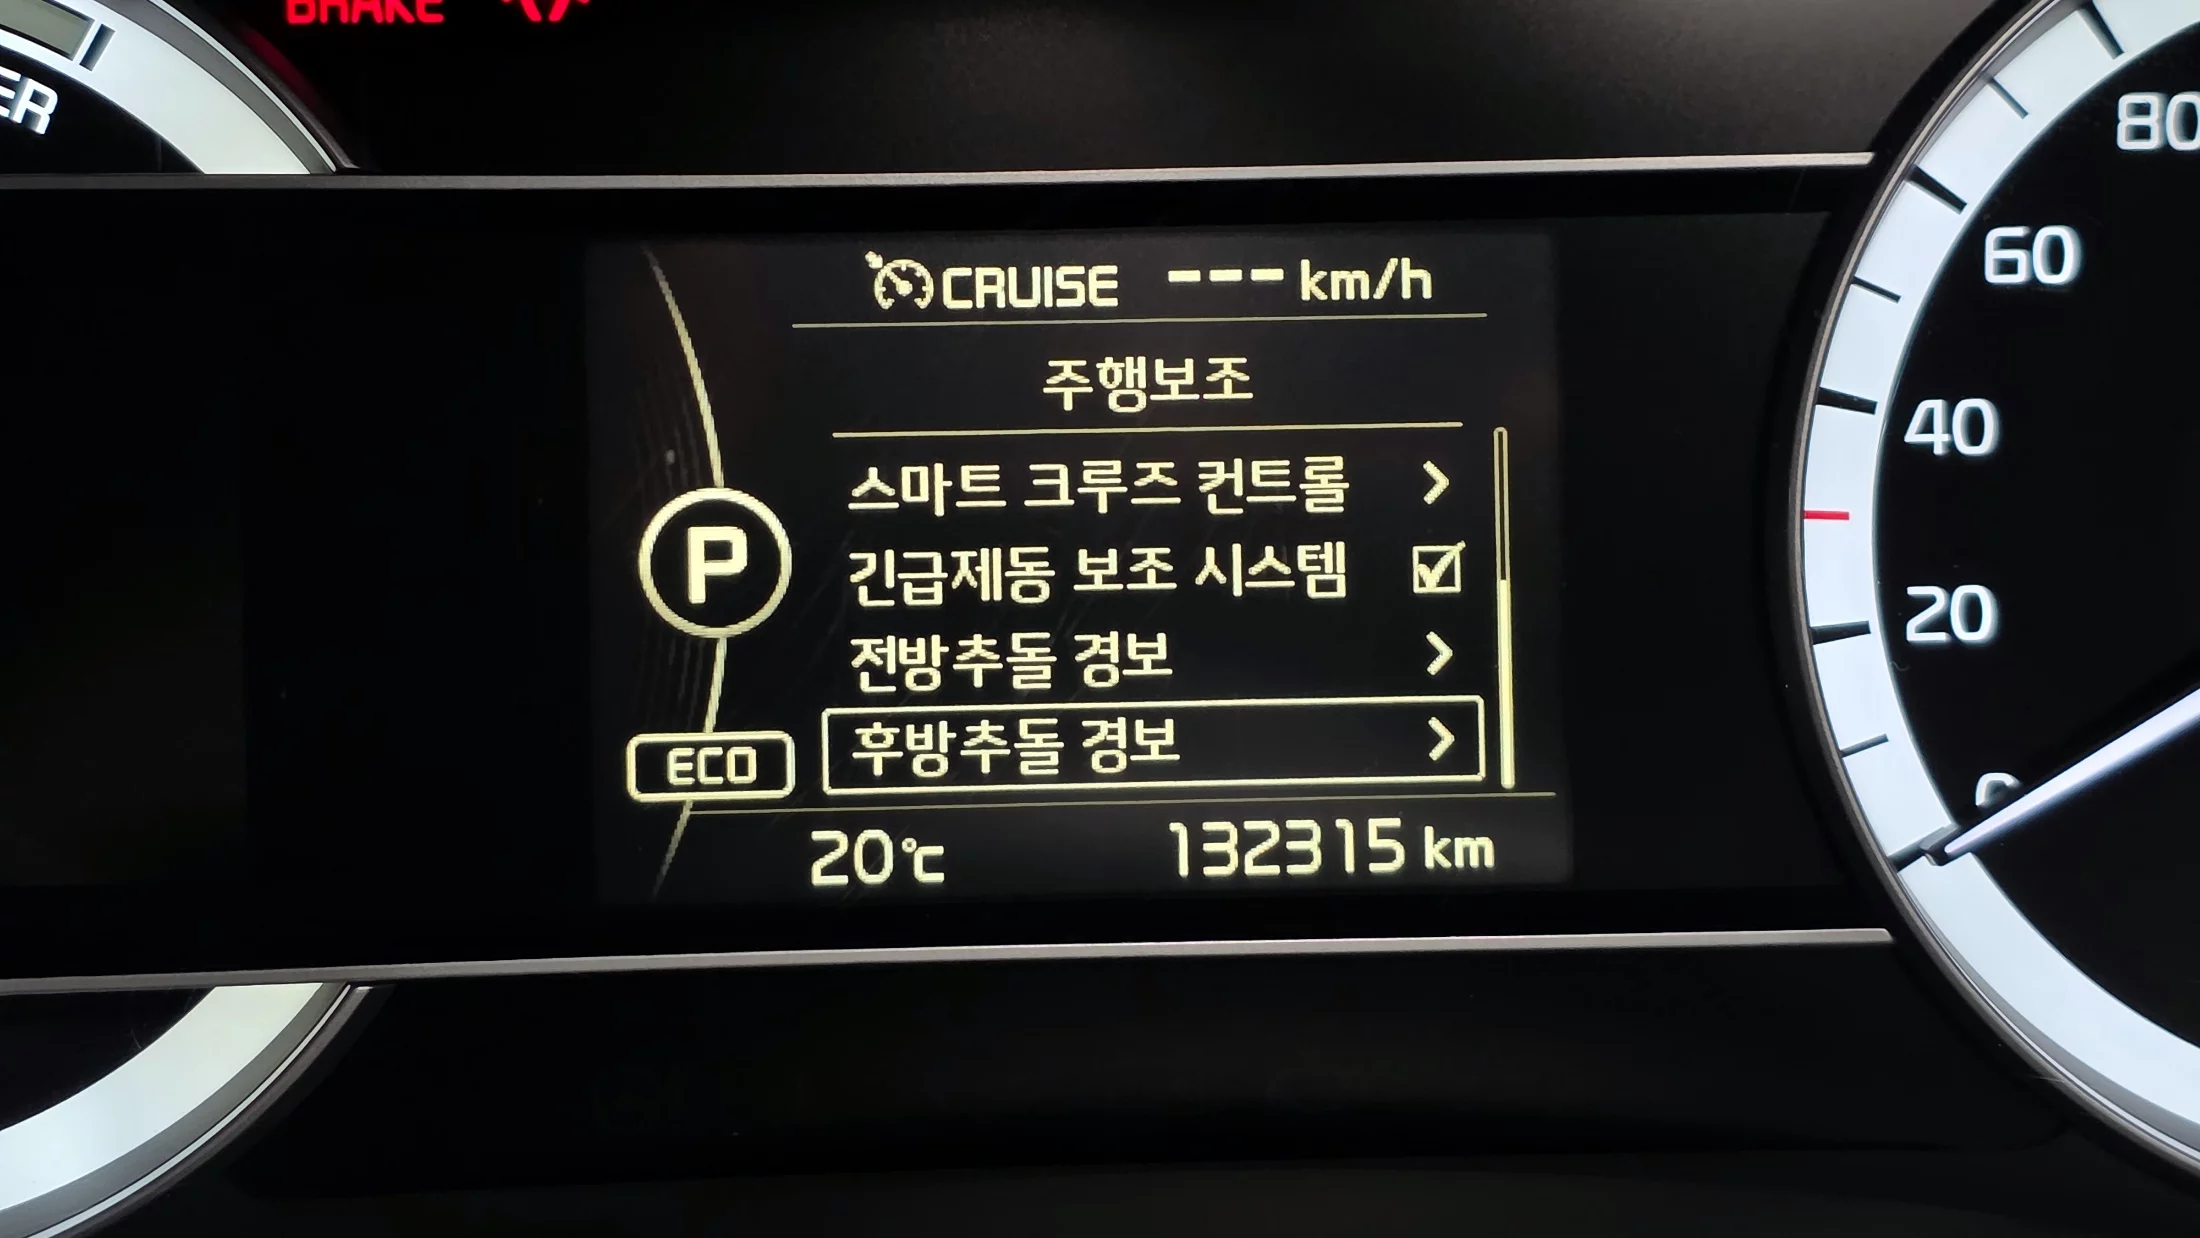 BRAKE
ER
CRUISE --- km/h
주행보조
스마트 크루즈 컨트롤 >
긴급제동 보조 시스템 ☑
전방추돌 경보 >
후방추돌 경보 >
P
ECO
20℃ 132315 km
80
60
40
20
0